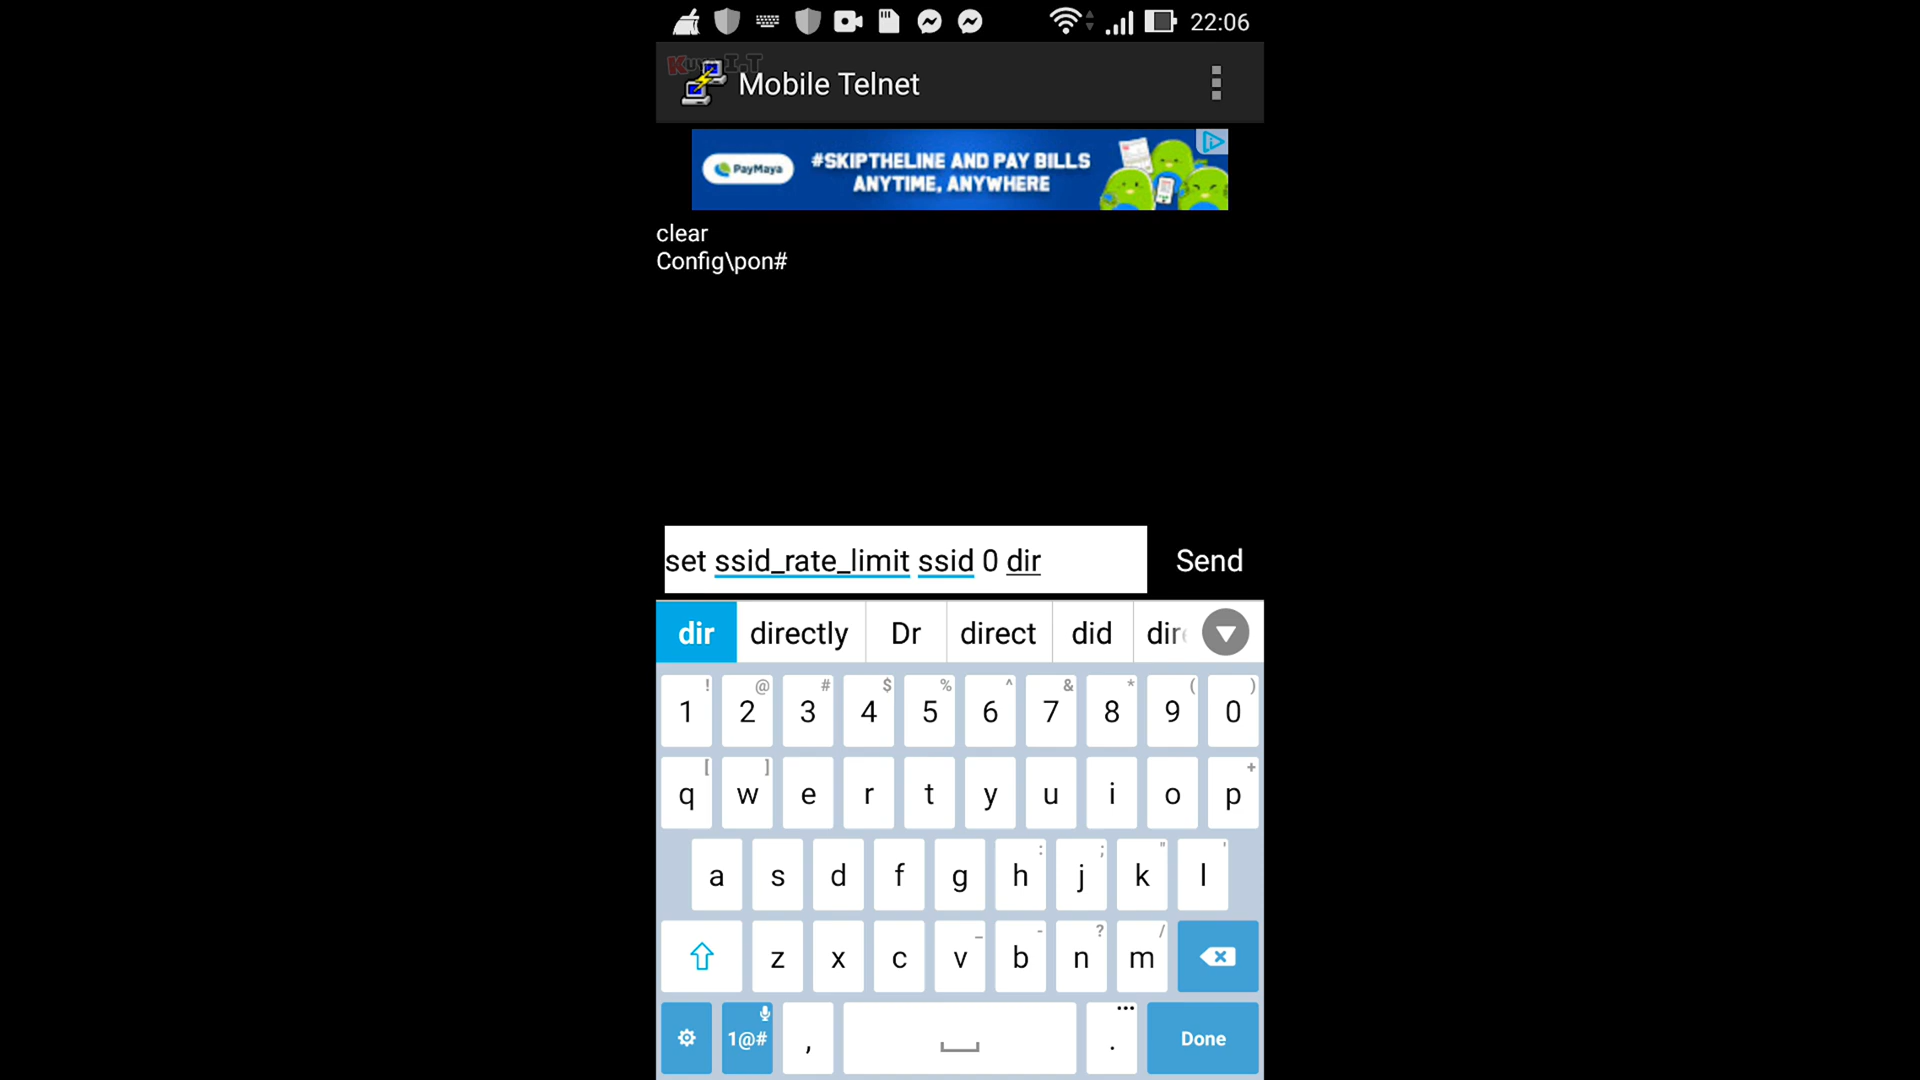 22:06
KuyaI.T
Mobile Telnet
PayMaya
#SKIPTHELINE AND PAY BILLS
ANYTIME, ANYWHERE
clear
Config\pon#
set ssid_rate_limit ssid 0 dir
Send
dir directly Dr direct did
! @ # $ % ^ & * ( )
1 2 3 4 5 6 7 8 9 0
[ ] +
q w e r t y u i o p
: ; " '
a s d f g h j k l
_ - ? /
z x c v b n m
1@# , . ... Done